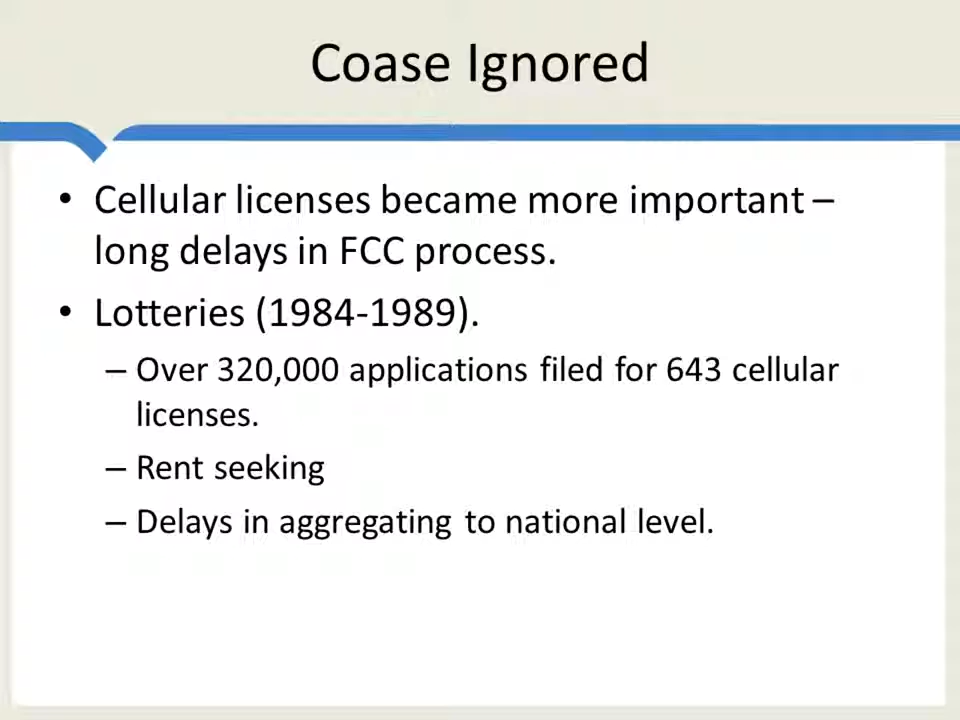 Coase Ignored
• Cellular licenses became more important –
long delays in FCC process.
• Lotteries (1984-1989).
– Over 320,000 applications filed for 643 cellular
licenses.
– Rent seeking
– Delays in aggregating to national level.